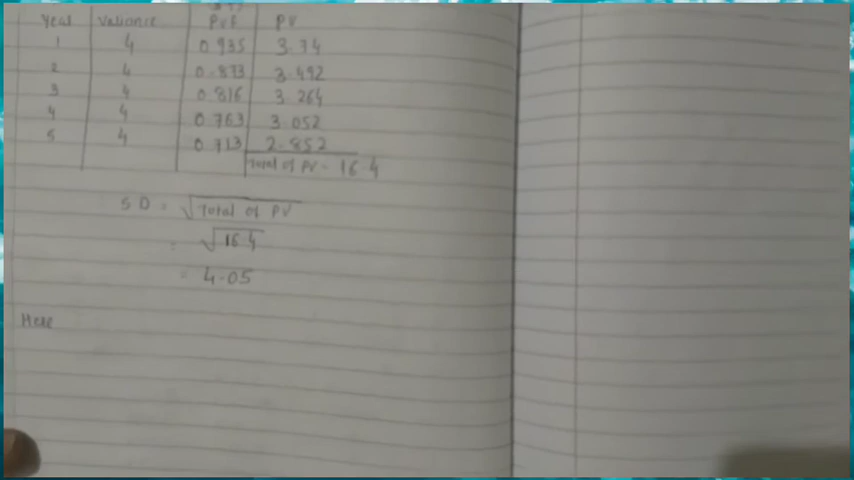 Year Variance PVF PV
1 4 0.935 3.74
2 4 0.873 3.492
3 4 0.816 3.264
4 4 0.763 3.052
5 4 0.713 2.852
Total of PV = 16.4
SD = √Total of PV
= √16.4
= 4.05
Here